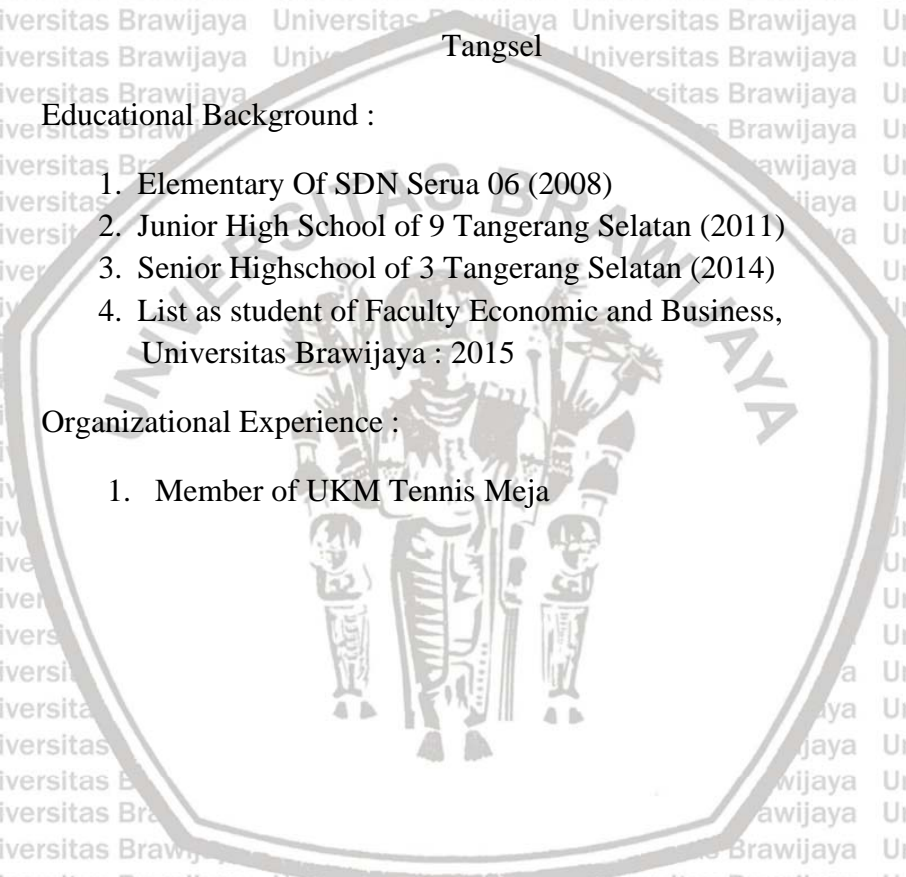 Tangsel
Educational Background :
1. Elementary Of SDN Serua 06 (2008)
2. Junior High School of 9 Tangerang Selatan (2011)
3. Senior Highschool of 3 Tangerang Selatan (2014)
4. List as student of Faculty Economic and Business,
Universitas Brawijaya : 2015
Organizational Experience :
1. Member of UKM Tennis Meja
UNIVERSITAS BRAWIJAYA